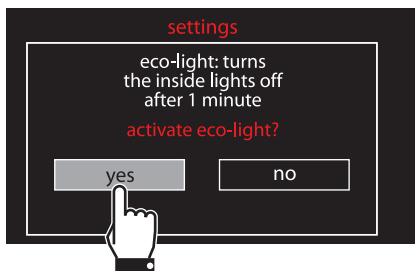 settings
eco-light: turns
the inside lights off
after 1 minute
activate eco-light?
yes
no